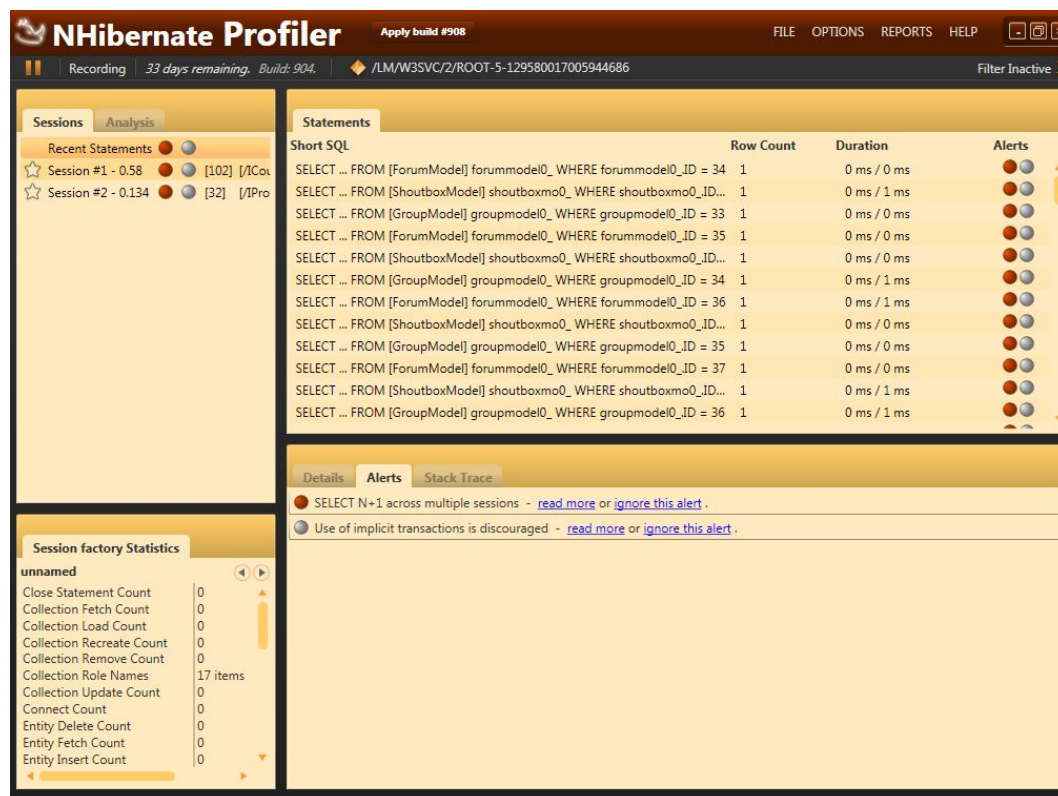 NHibernate Profiler
Apply build #908
FILE OPTIONS REPORTS HELP
Recording 33 days remaining. Build: 904. /LM/W3SVC/2/ROOT-5-129580017005944686 Filter Inactive
Sessions Analysis
Recent Statements
Session #1 - 0.58 [102] [/ICou
Session #2 - 0.134 [32] [/IPro
Statements
Short SQL Row Count Duration Alerts
SELECT ... FROM [ForumModel] forummodel0_ WHERE forummodel0_.ID = 34 1 0 ms / 0 ms
SELECT ... FROM [ShoutboxModel] shoutboxmo0_ WHERE shoutboxmo0_.ID... 1 0 ms / 1 ms
SELECT ... FROM [GroupModel] groupmodel0_ WHERE groupmodel0_.ID = 33 1 0 ms / 0 ms
SELECT ... FROM [ForumModel] forummodel0_ WHERE forummodel0_.ID = 35 1 0 ms / 0 ms
SELECT ... FROM [ShoutboxModel] shoutboxmo0_ WHERE shoutboxmo0_.ID... 1 0 ms / 0 ms
SELECT ... FROM [GroupModel] groupmodel0_ WHERE groupmodel0_.ID = 34 1 0 ms / 1 ms
SELECT ... FROM [ForumModel] forummodel0_ WHERE forummodel0_.ID = 36 1 0 ms / 1 ms
SELECT ... FROM [ShoutboxModel] shoutboxmo0_ WHERE shoutboxmo0_.ID... 1 0 ms / 0 ms
SELECT ... FROM [GroupModel] groupmodel0_ WHERE groupmodel0_.ID = 35 1 0 ms / 0 ms
SELECT ... FROM [ForumModel] forummodel0_ WHERE forummodel0_.ID = 37 1 0 ms / 0 ms
SELECT ... FROM [ShoutboxModel] shoutboxmo0_ WHERE shoutboxmo0_.ID... 1 0 ms / 1 ms
SELECT ... FROM [GroupModel] groupmodel0_ WHERE groupmodel0_.ID = 36 1 0 ms / 1 ms
Details Alerts Stack Trace
SELECT N+1 across multiple sessions - read more or ignore this alert .
Use of implicit transactions is discouraged - read more or ignore this alert .
Session factory Statistics
unnamed
Close Statement Count 0
Collection Fetch Count 0
Collection Load Count 0
Collection Recreate Count 0
Collection Remove Count 0
Collection Role Names 17 items
Collection Update Count 0
Connect Count 0
Entity Delete Count 0
Entity Fetch Count 0
Entity Insert Count 0